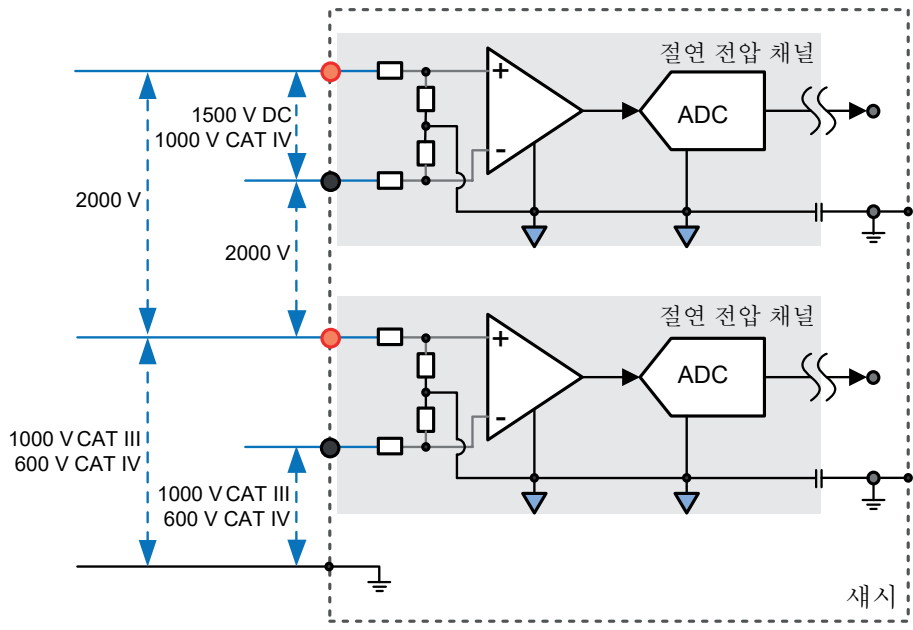 절연 전압 채널
1500 V DC
1000 V CAT IV
+
ADC
-
2000 V
2000 V
절연 전압 채널
+
ADC
-
1000 V CAT III
600 V CAT IV
1000 V CAT III
600 V CAT IV
섀시